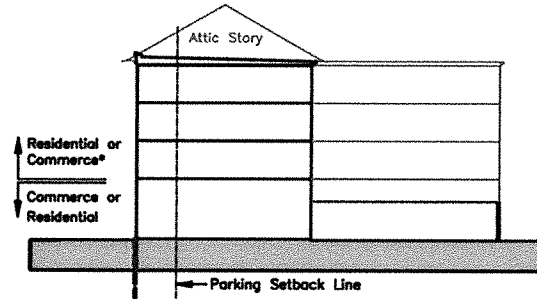 Attic Story
Residential or
Commerce*
Commerce or
Residential
Parking Setback Line